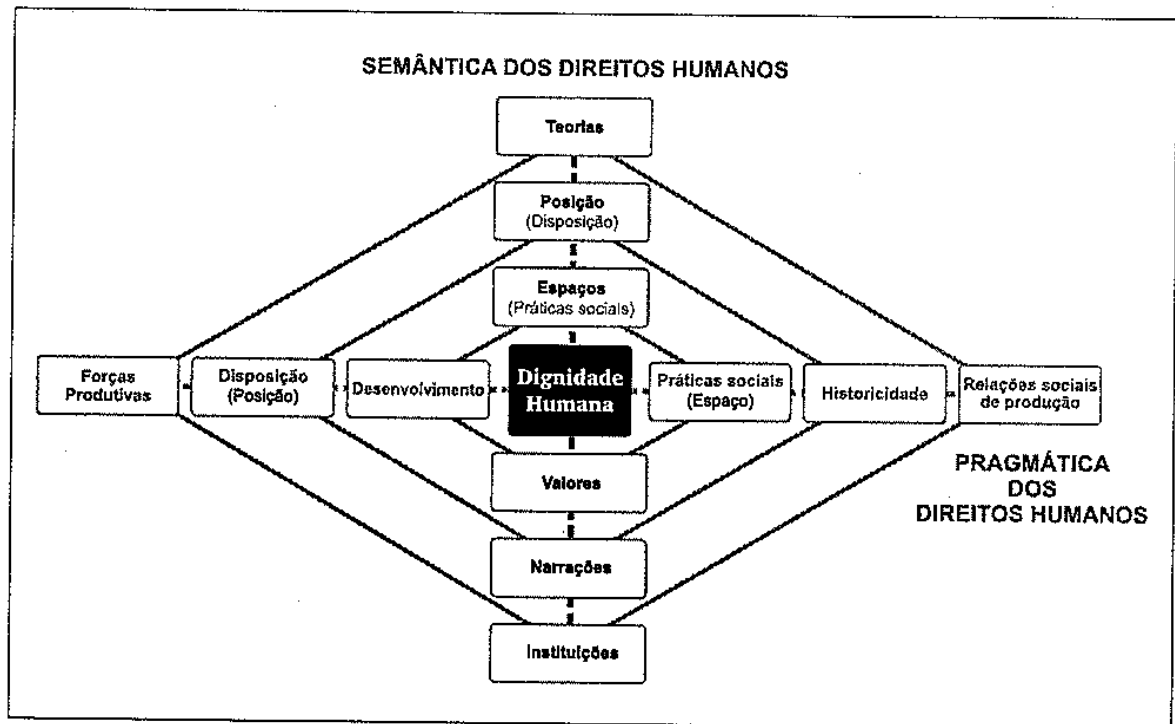 SEMÂNTICA DOS DIREITOS HUMANOS
Teorias
Posição
(Disposição)
Espaços
(Práticas sociais)
Forças
Produtivas
Disposição
(Posição)
Desenvolvimento
Dignidade
Humana
Práticas sociais
(Espaço)
Historicidade
Relações sociais
de produção
Valores
PRAGMÁTICA
DOS
DIREITOS HUMANOS
Narrações
Instituições